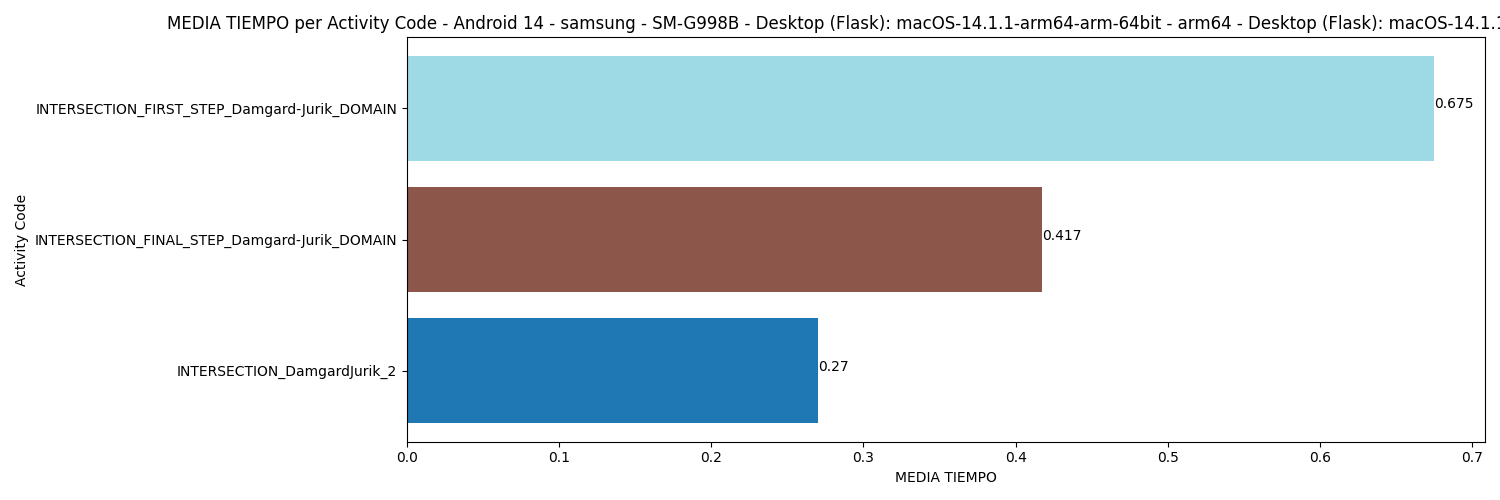 MEDIA TIEMPO per Activity Code - Android 14 - samsung - SM-G998B - Desktop (Flask): macOS-14.1.1-arm64-arm-64bit - arm64 - Desktop (Flask): macOS-14.1.1
INTERSECTION_FIRST_STEP_Damgard-Jurik_DOMAIN
0.675
INTERSECTION_FINAL_STEP_Damgard-Jurik_DOMAIN
0.417
INTERSECTION_DamgardJurik_2
0.27
Activity Code
0.0 0.1 0.2 0.3 0.4 0.5 0.6 0.7
MEDIA TIEMPO